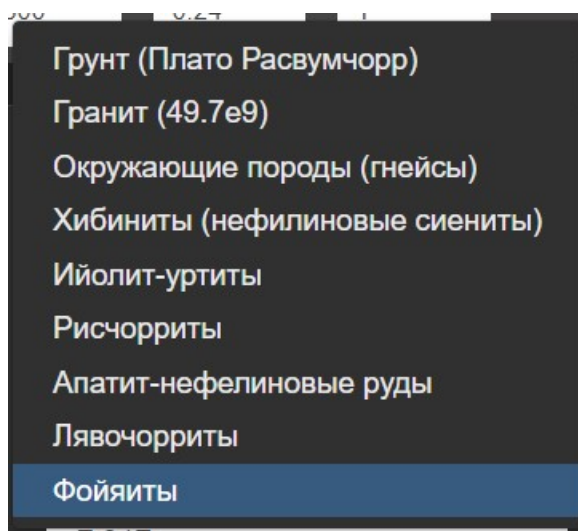 Грунт (Плато Расвумчорр)
Гранит (49.7e9)
Окружающие породы (гнейсы)
Хибиниты (нефилиновые сиениты)
Ийолит-уртиты
Рисчорриты
Апатит-нефелиновые руды
Лявочорриты
Фойяиты